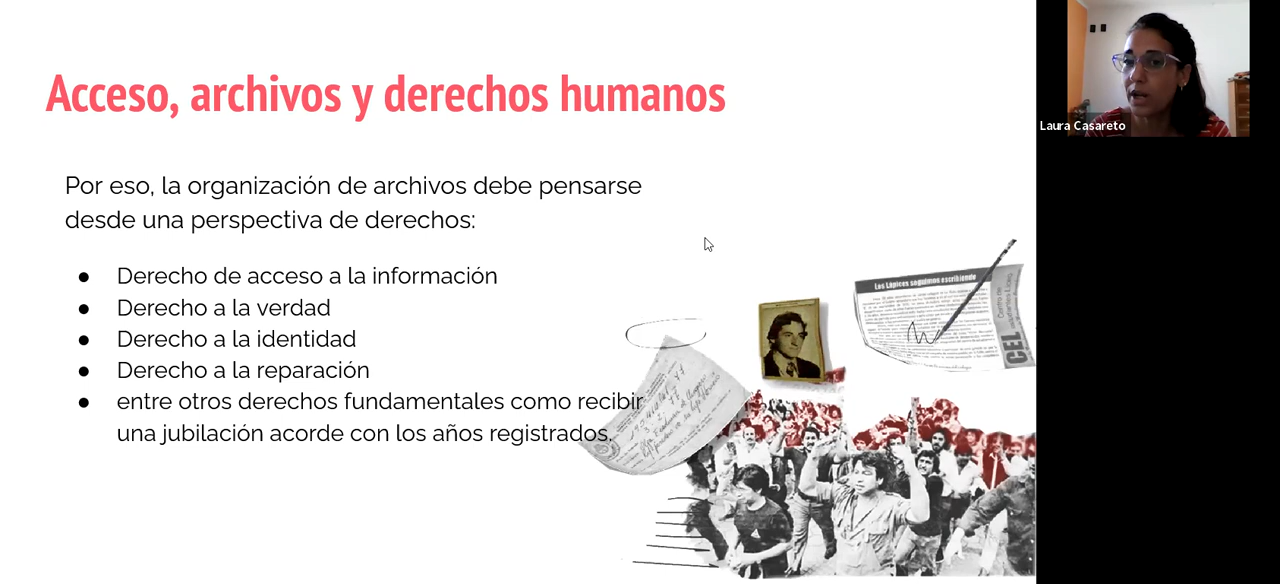 Acceso, archivos y derechos humanos
Laura Casareto
Por eso, la organización de archivos debe pensarse
desde una perspectiva de derechos:
● Derecho de acceso a la información
● Derecho a la verdad
● Derecho a la identidad
● Derecho a la reparación
● entre otros derechos fundamentales como recibir
una jubilación acorde con los años registrados.
Los Lápices seguimos escribiendo
CEL